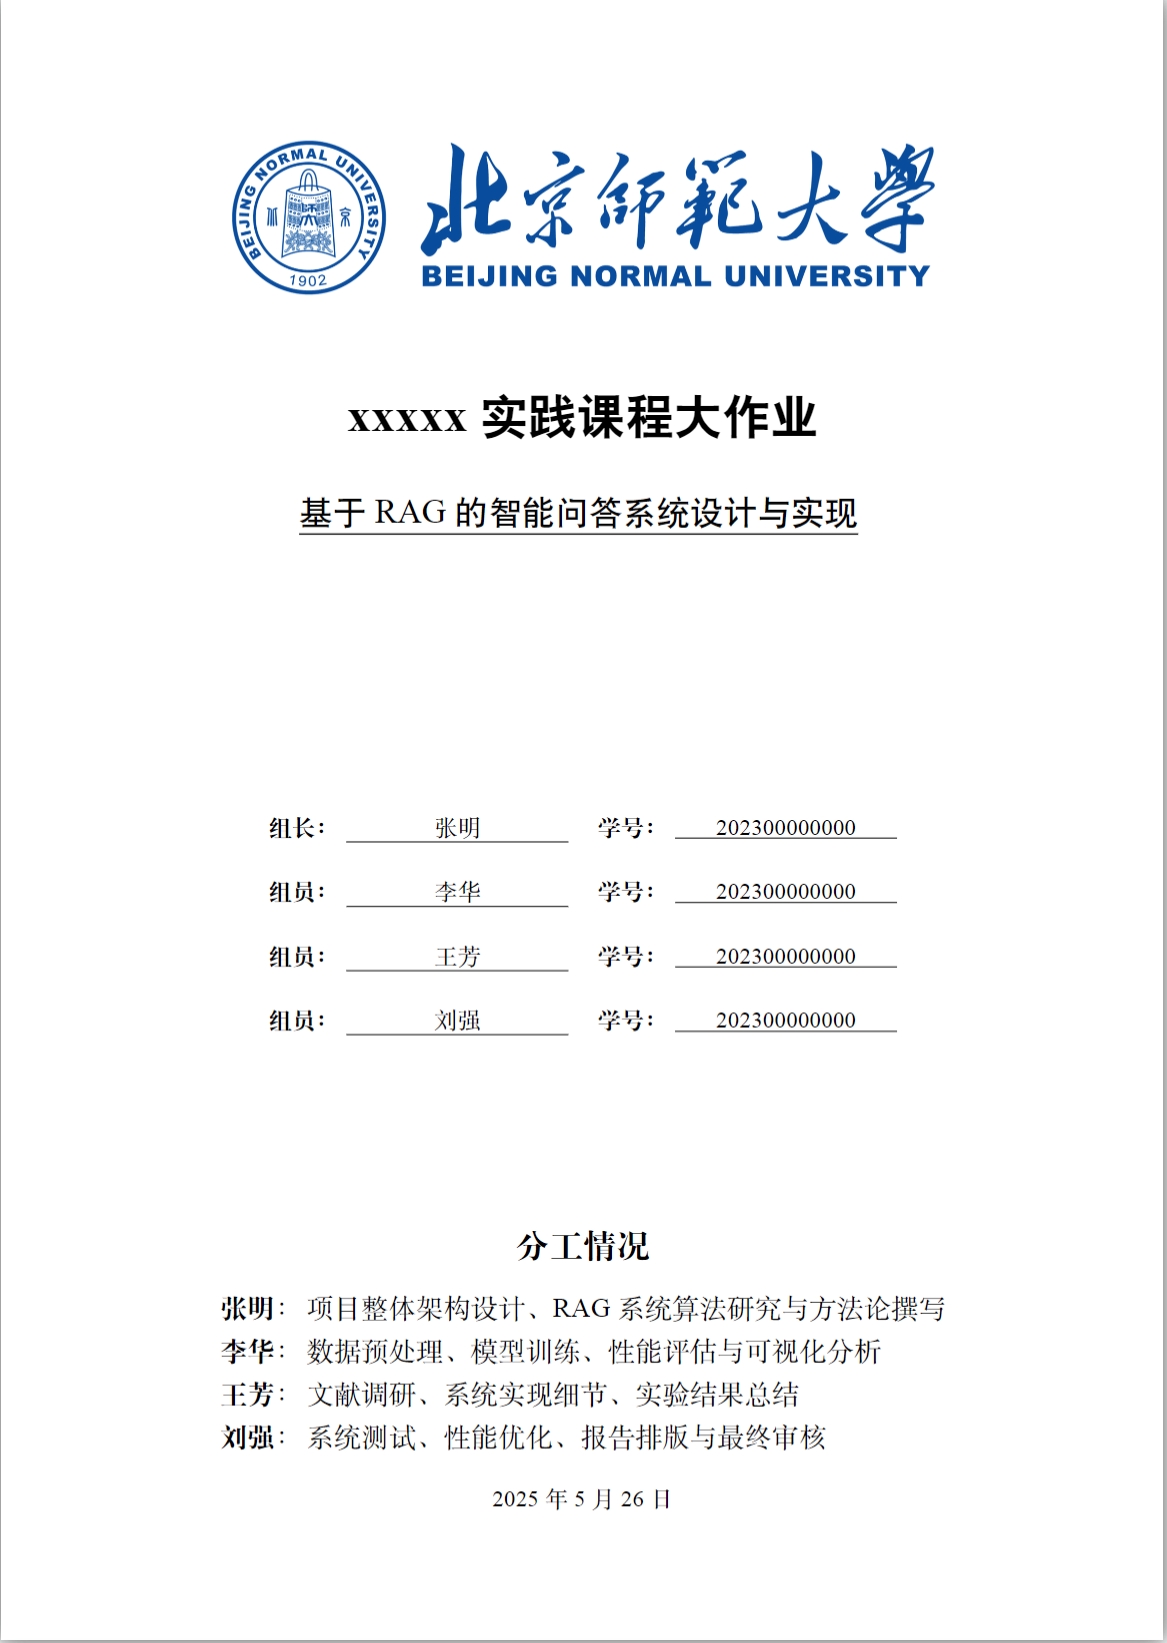 BEIJING NORMAL UNIVERSITY
1902
北京師範大學
BEIJING NORMAL UNIVERSITY
xxxxx 实践课程大作业
基于 RAG 的智能问答系统设计与实现
组长： 张明 学号： 202300000000
组员： 李华 学号： 202300000000
组员： 王芳 学号： 202300000000
组员： 刘强 学号： 202300000000
分工情况
张明： 项目整体架构设计、RAG 系统算法研究与方法论撰写
李华： 数据预处理、模型训练、性能评估与可视化分析
王芳： 文献调研、系统实现细节、实验结果总结
刘强： 系统测试、性能优化、报告排版与最终审核
2025 年 5 月 26 日